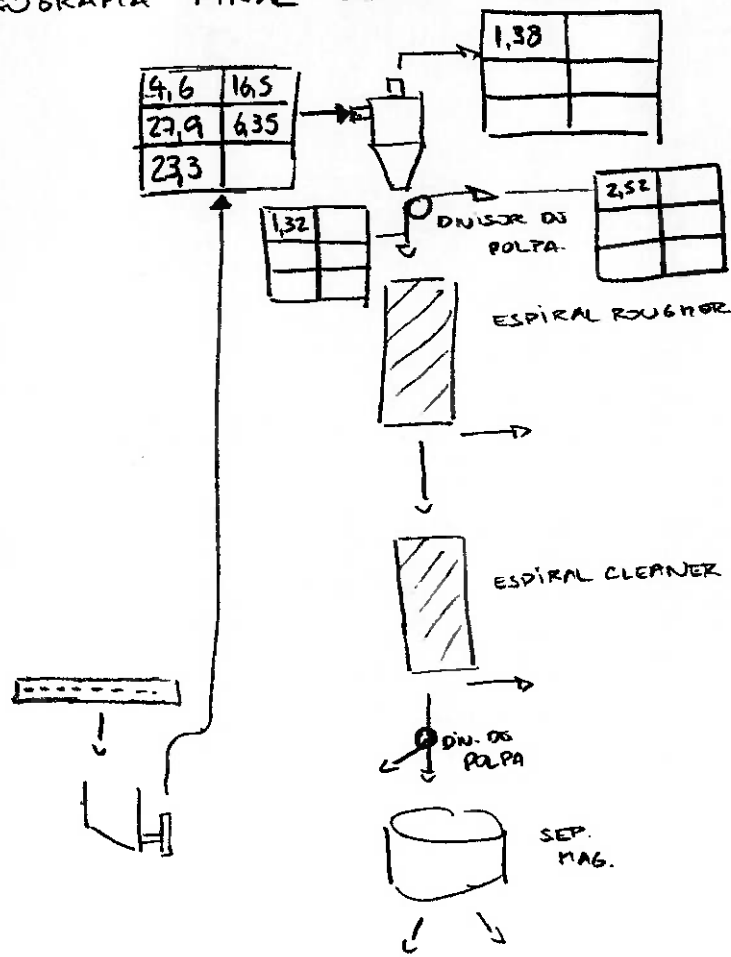 FINAL
1,38
4,6 16,5
27,9 6,35
23,3
1,32
2,52
DIVISOR DE
POLPA.
ESPIRAL ROUGHER
ESPIRAL CLEANER
DIV. DE
POLPA
SEP.
MAG.